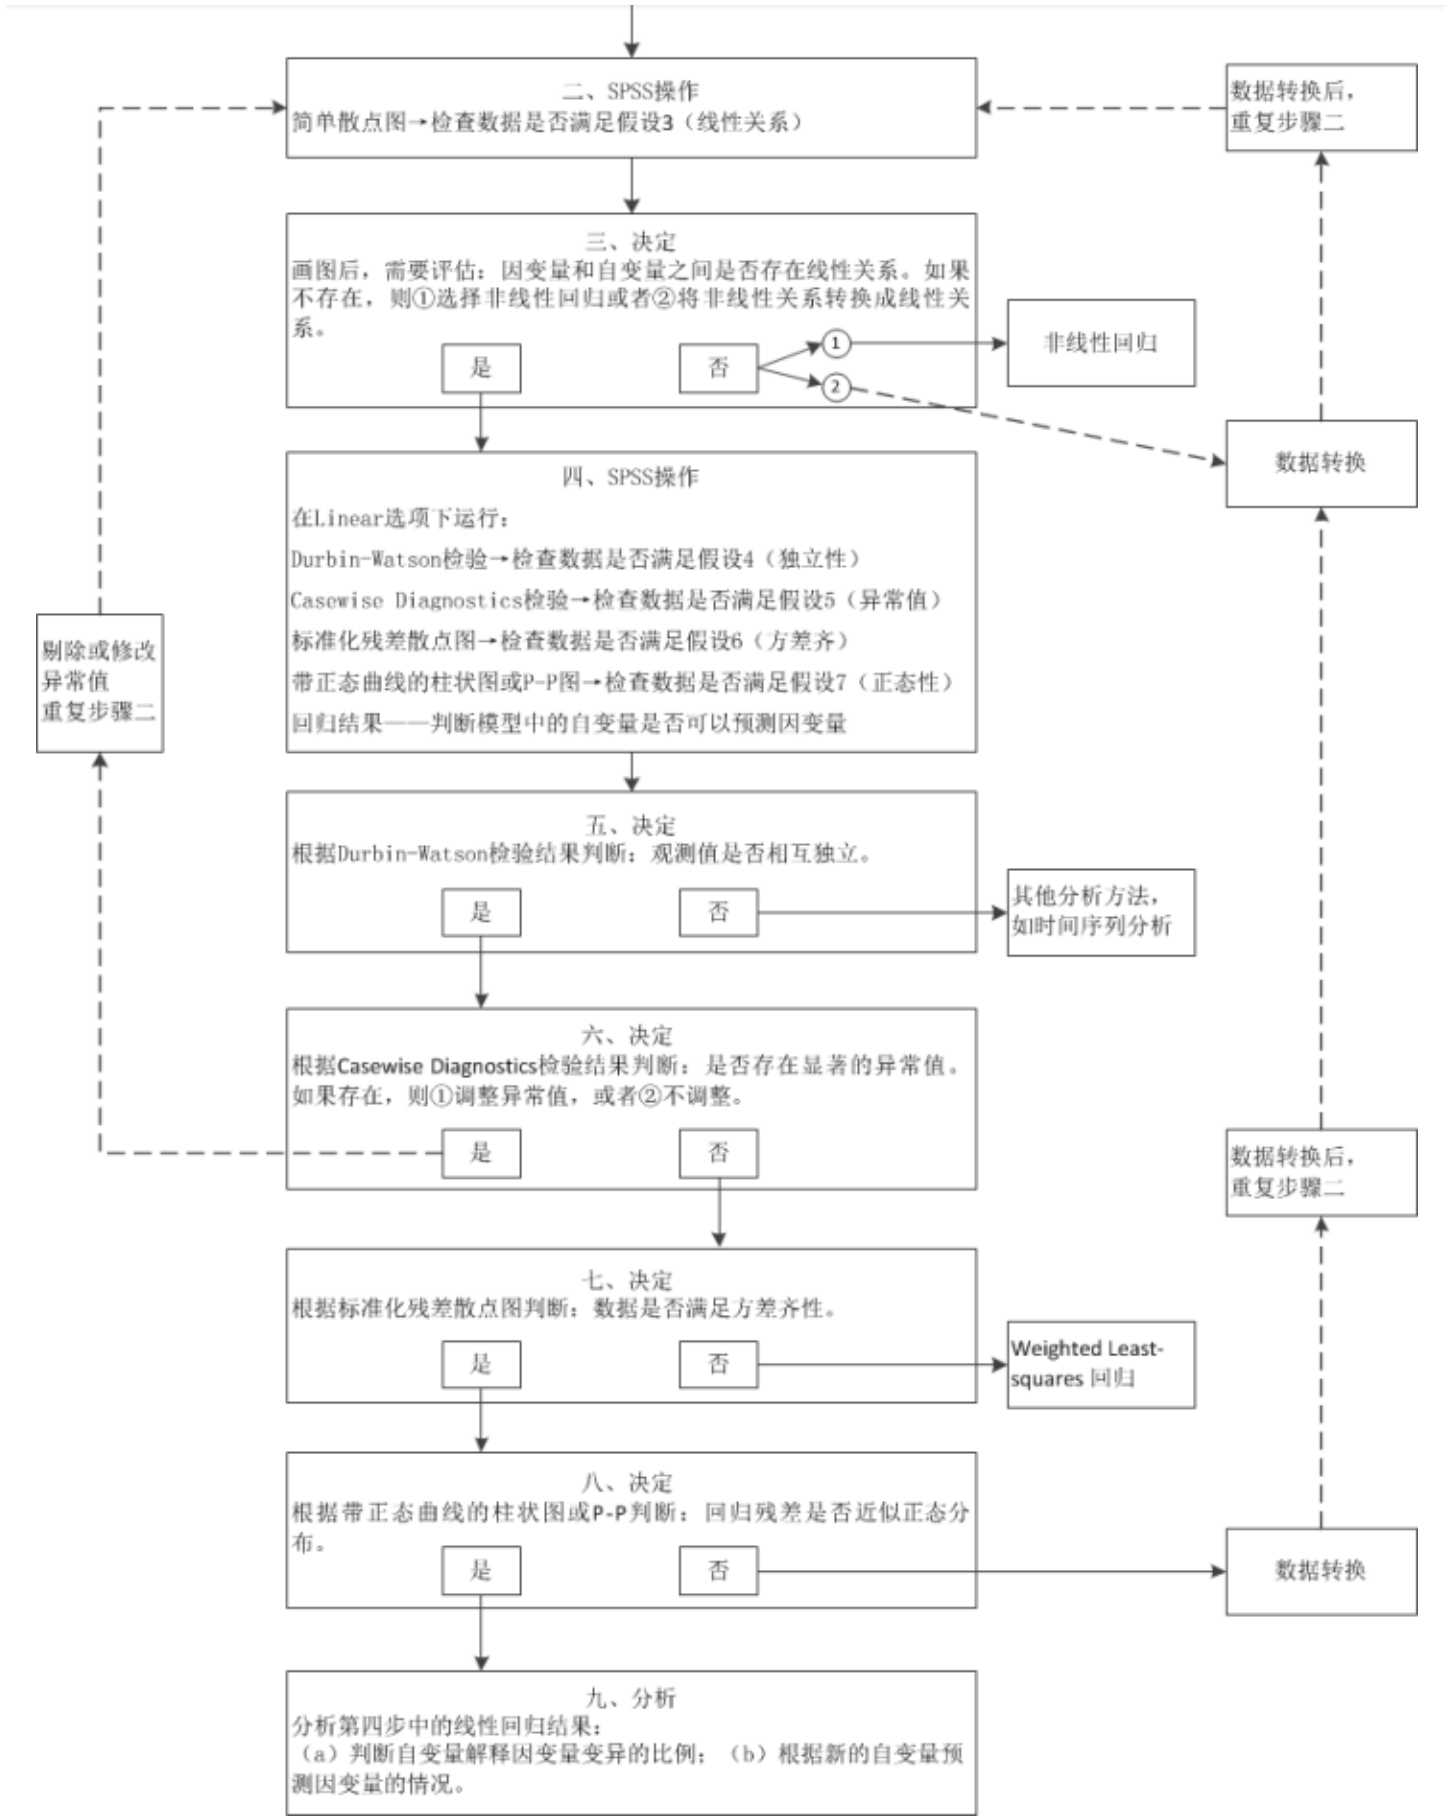 二、SPSS操作
简单散点图→检查数据是否满足假设3（线性关系）
数据转换后，
重复步骤二
三、决定
画图后，需要评估：因变量和自变量之间是否存在线性关系。如果
不存在，则①选择非线性回归或者②将非线性关系转换成线性关
系。
是
否
①
②
非线性回归
数据转换
四、SPSS操作
在Linear选项下运行：
Durbin-Watson检验→检查数据是否满足假设4（独立性）
Casewise Diagnostics检验→检查数据是否满足假设5（异常值）
标准化残差散点图→检查数据是否满足假设6（方差齐）
带正态曲线的柱状图或P-P图→检查数据是否满足假设7（正态性）
回归结果——判断模型中的自变量是否可以预测因变量
剔除或修改
异常值
重复步骤二
五、决定
根据Durbin-Watson检验结果判断：观测值是否相互独立。
是
否
其他分析方法，
如时间序列分析
六、决定
根据Casewise Diagnostics检验结果判断：是否存在显著的异常值。
如果存在，则①调整异常值，或者②不调整。
是
否
数据转换后，
重复步骤二
七、决定
根据标准化残差散点图判断：数据是否满足方差齐性。
是
否
Weighted Least-
squares 回归
八、决定
根据带正态曲线的柱状图或P-P判断：回归残差是否近似正态分
布。
是
否
数据转换
九、分析
分析第四步中的线性回归结果：
（a）判断自变量解释因变量变异的比例；（b）根据新的自变量预
测因变量的情况。